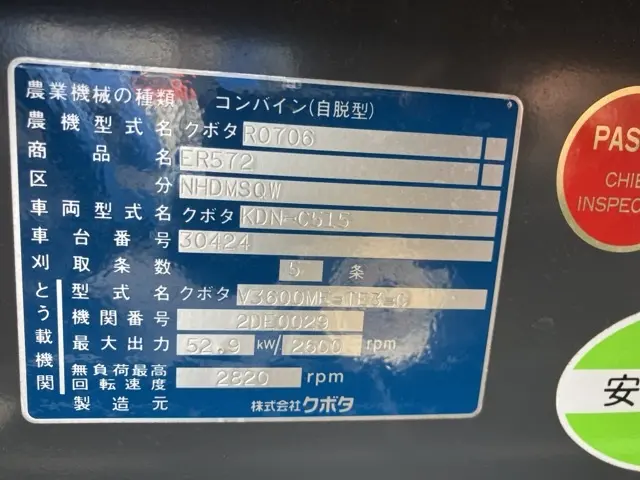 農業機械の種類 コンバイン(自脱型)
農機型式名 クボタ R0706
商品名 ER572
区分 NHDMSQW
車両型式名 クボタ KDN-C515
車台番号 30424
刈取条数 5 条
とう載機関
型式名 クボタ V3600ME-TE3-C
機関番号 2DE0029
最大出力 52.9 kW/ 2600 rpm
無負荷最高回転速度 2820 rpm
製造元 株式会社クボタ
PAS
CHIE
INSPEC
安